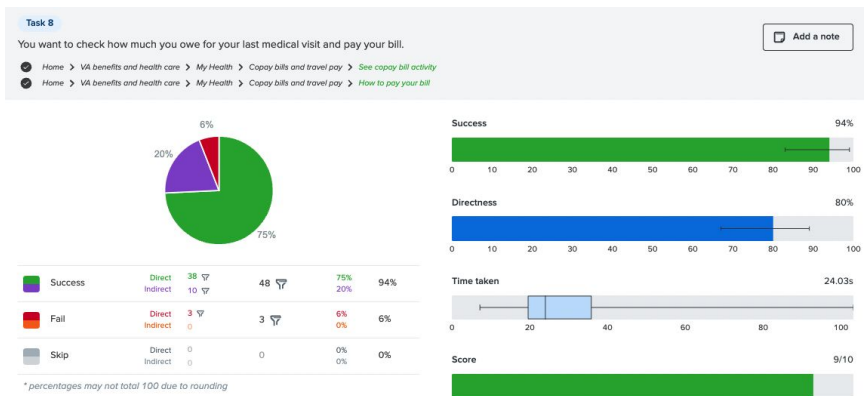 Task 8
You want to check how much you owe for your last medical visit and pay your bill.
Add a note
Home > VA benefits and health care > My Health > Copay bills and travel pay > See copay bill activity
Home > VA benefits and health care > My Health > Copay bills and travel pay > How to pay your bill
6%
20%
75%
Success Direct 38 48 75% 94%
Indirect 10 20%
Fail Direct 3 3 6% 6%
Indirect 0 0%
Skip Direct 0 0 0% 0%
Indirect 0 0%
* percentages may not total 100 due to rounding
Success 94%
0 10 20 30 40 50 60 70 80 90 100
Directness 80%
0 10 20 30 40 50 60 70 80 90 100
Time taken 24.03s
0 20 40 60 80 100
Score 9/10